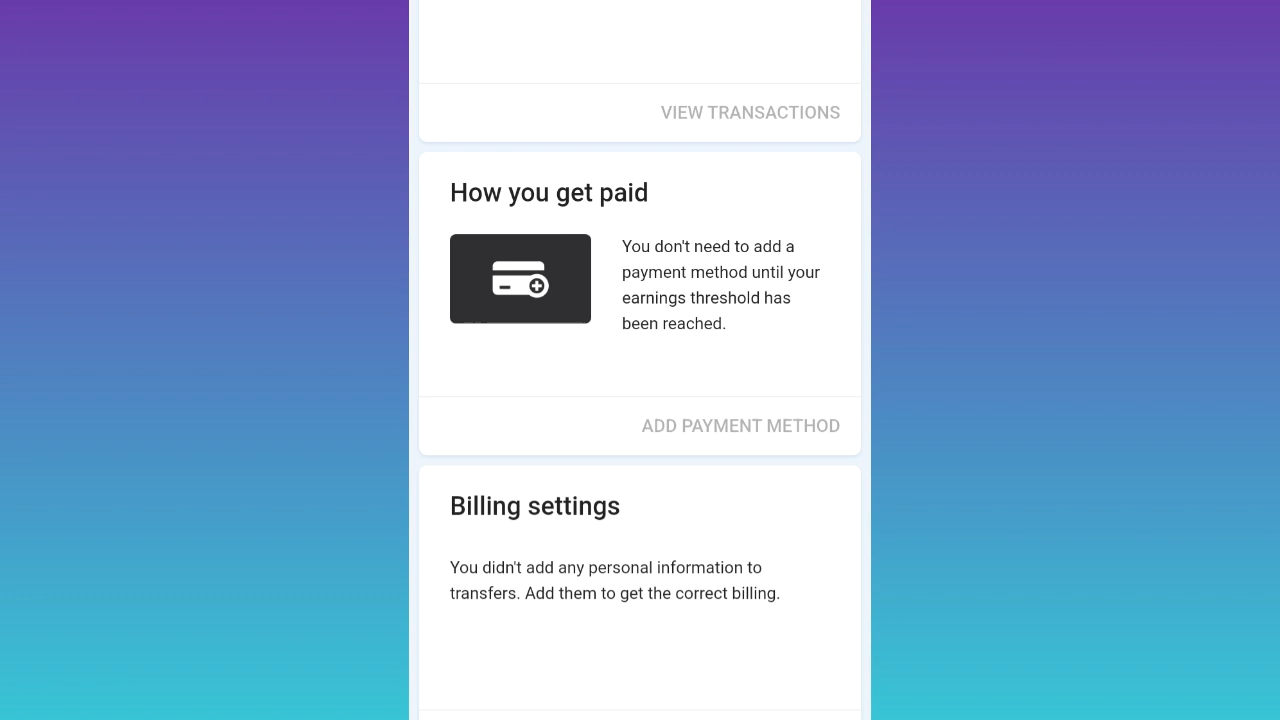 VIEW TRANSACTIONS
How you get paid
You don't need to add a
payment method until your
earnings threshold has
been reached.
ADD PAYMENT METHOD
Billing settings
You didn't add any personal information to
transfers. Add them to get the correct billing.